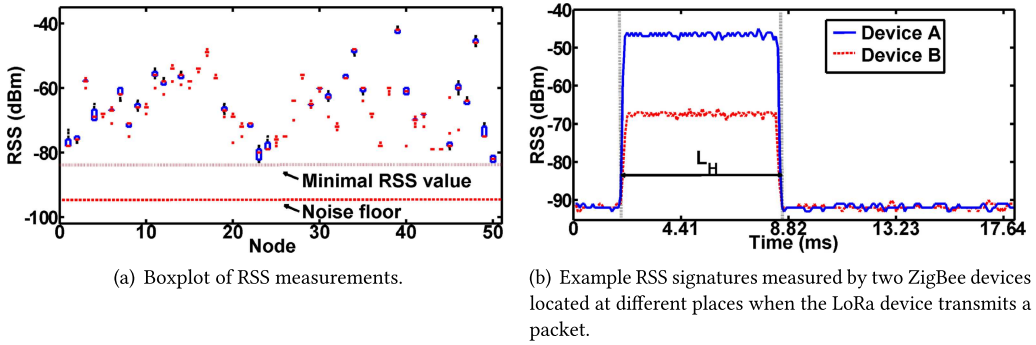 -40
-60
-80
-100
RSS (dBm)
Minimal RSS value
Noise floor
0
10
20
30
40
50
Node
(a) Boxplot of RSS measurements.
-40
-50
-60
-70
-80
-90
RSS (dBm)
Device A
Device B
L_H
0
4.41
8.82
13.23
17.64
Time (ms)
(b) Example RSS signatures measured by two ZigBee devices
located at different places when the LoRa device transmits a
packet.